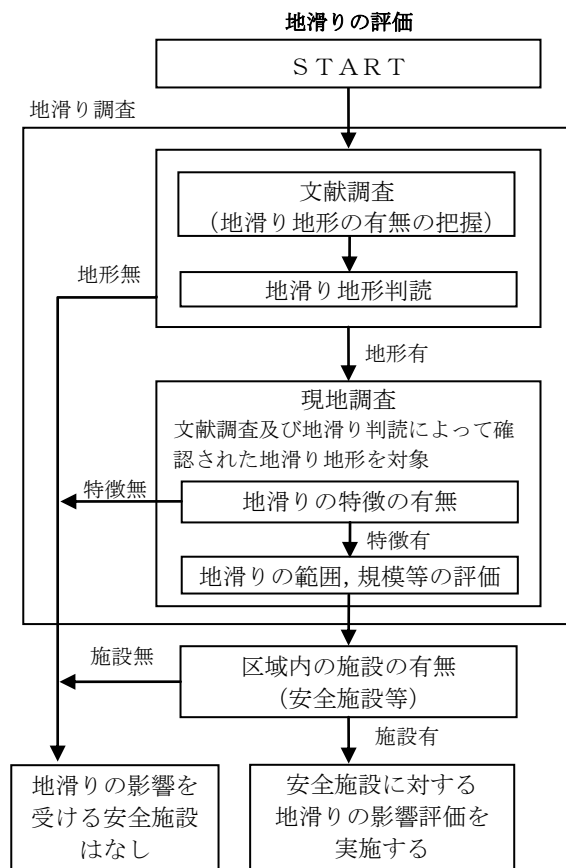 地滑りの評価
ＳＴＡＲＴ
地滑り調査
文献調査
（地滑り地形の有無の把握）
地形無
地滑り地形判読
地形有
現地調査
文献調査及び地滑り判読によって確
認された地滑り地形を対象
特徴無
地滑りの特徴の有無
特徴有
地滑りの範囲，規模等の評価
施設無
区域内の施設の有無
（安全施設等）
施設有
地滑りの影響を
受ける安全施設
はなし
安全施設に対する
地滑りの影響評価を
実施する